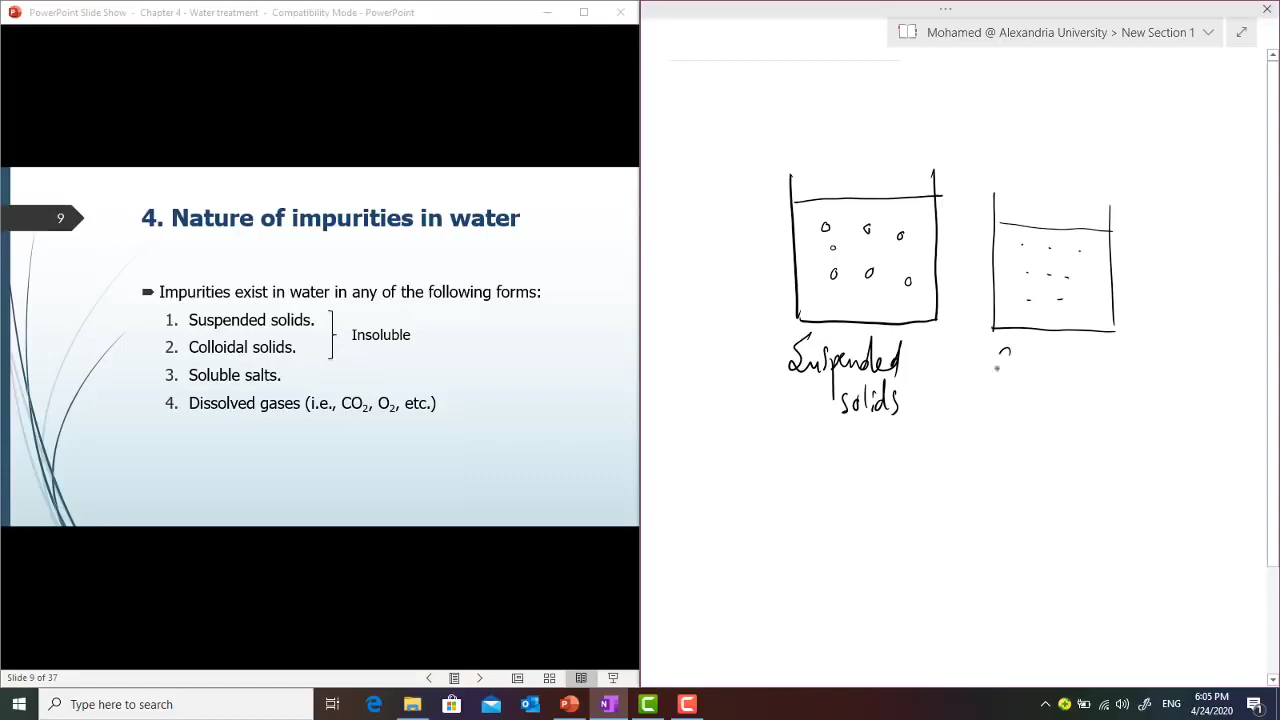 PowerPoint Slide Show - Chapter 4 - Water treatment - Compatibility Mode - PowerPoint
Mohamed @ Alexandria University > New Section 1
9
4. Nature of impurities in water
Impurities exist in water in any of the following forms:
1. Suspended solids.
2. Colloidal solids.
Insoluble
3. Soluble salts.
4. Dissolved gases (i.e., CO2, O2, etc.)
Suspended
solids
Slide 9 of 37
Type here to search
ENG
6:05 PM
4/24/2020